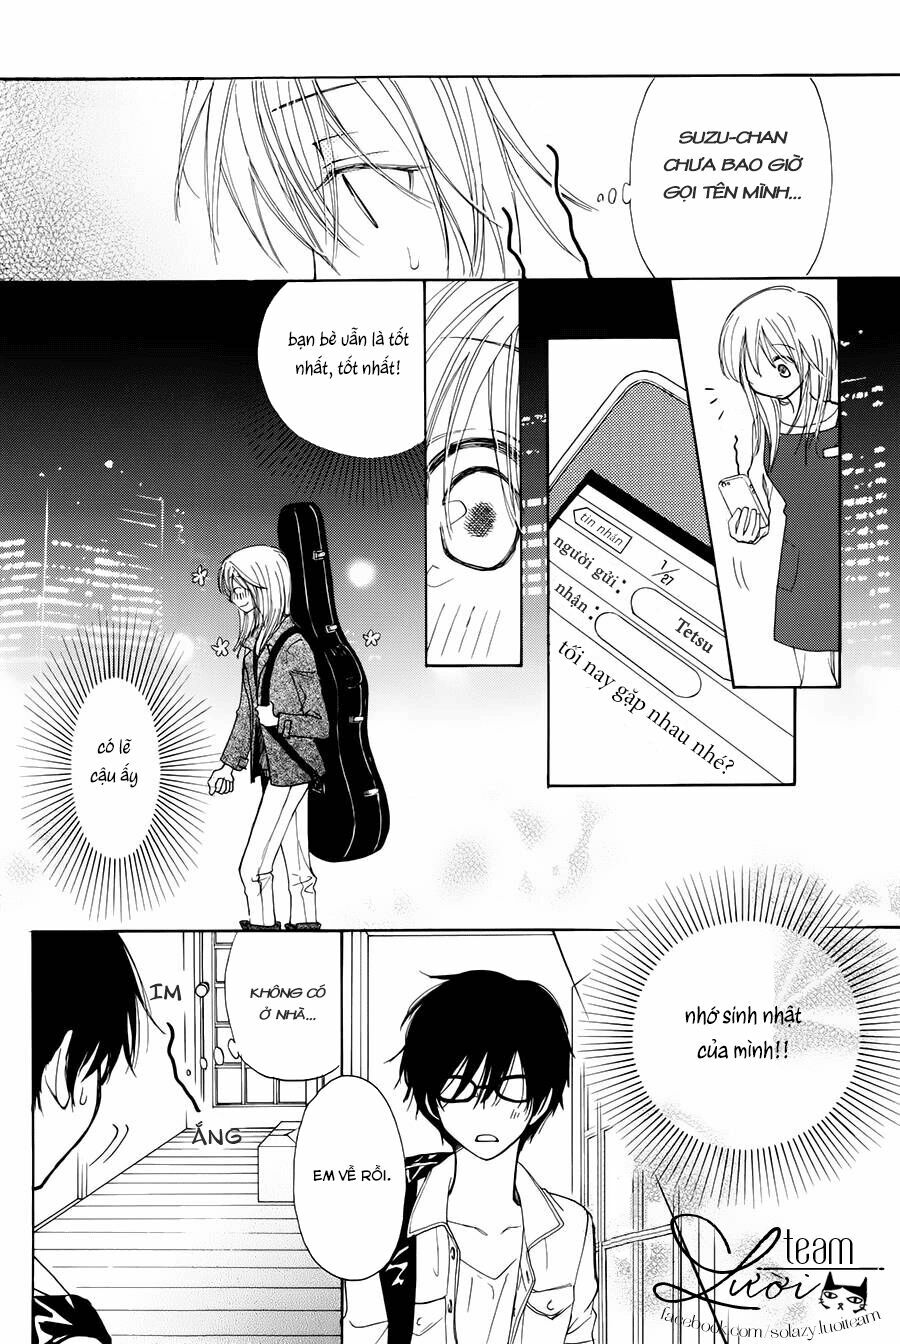 SUZU-CHAN
CHƯA BAO GIỜ
GỌI TÊN MÌNH...
tin nhắn
1/21
người gửi:
Tetsu
nhận:
tối nay gặp nhau nhé?
bạn bè vẫn là tốt
nhất, tốt nhất!
có lẽ
cậu ấy
nhớ sinh nhật
của mình!!
KHÔNG CÓ
Ở NHÃ...
EM VỀ RỒI.
IM
ẮNG
team
Lười
facebook.com/solazy.luoiteam